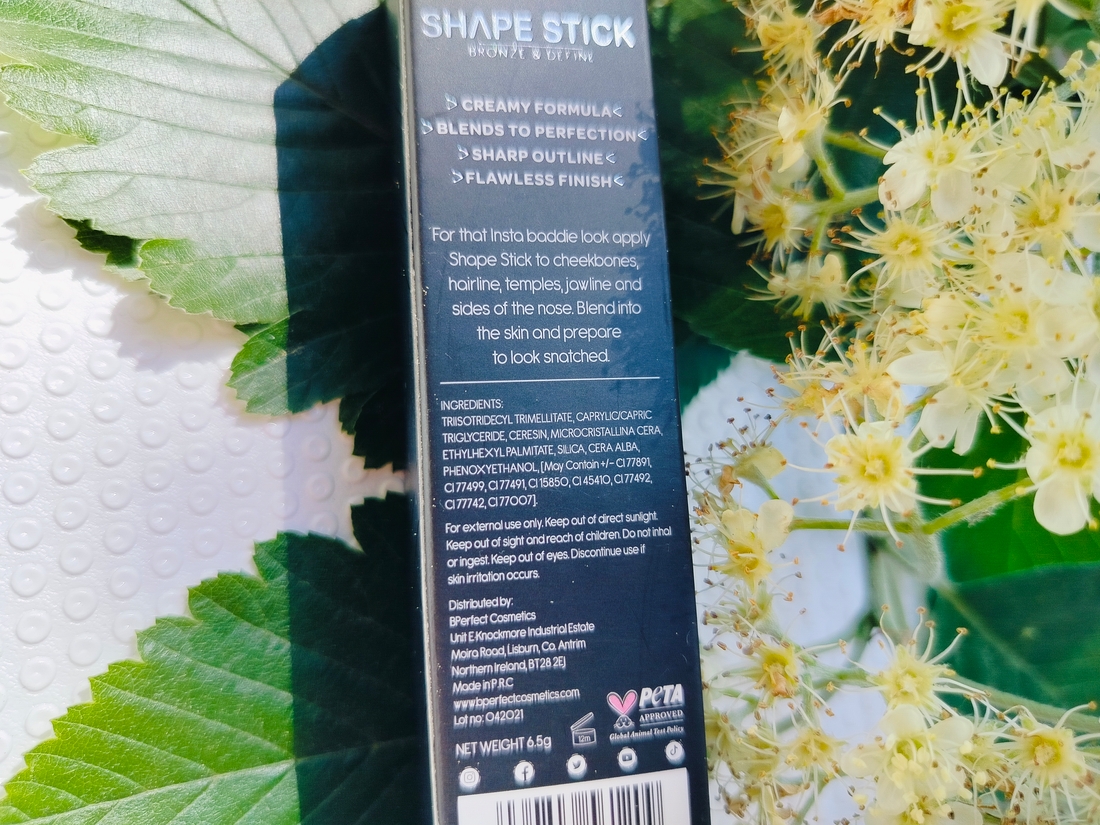 SHAPE STICK
BRONZE & DEFINE
CREAMY FORMULA
BLENDS TO PERFECTION
SHARP OUTLINE
FLAWLESS FINISH
For that Insta baddie look apply
Shape Stick to cheekbones,
hairline, temples, jawline and
sides of the nose. Blend into
the skin and prepare
to look snatched.
INGREDIENTS:
TRIISOTRIDECYL TRIMELLITATE, CAPRYLIC/CAPRIC
TRIGLYCERIDE, CERESIN, MICROCRISTALLINA CERA,
ETHYLHEXYL PALMITATE, SILICA, CERA ALBA,
PHENOXYETHANOL, [May Contain +/- CI 77891,
CI 77499, CI 77491, CI 15850, CI 45410, CI 77492,
CI 77742, CI 77007].
For external use only. Keep out of direct sunlight.
Keep out of sight and reach of children. Do not inhal
or ingest. Keep out of eyes. Discontinue use if
skin irritation occurs.
Distributed by:
BPerfect Cosmetics
Unit E Knockmore Industrial Estate
Moira Road, Lisburn, Co. Antrim
Northern Ireland, BT28 2EJ
Made in P.R.C
www.bperfectcosmetics.com
Lot no: 042021
NET WEIGHT 6.5g
12m
PETA
APPROVED
Global Animal Test Policy